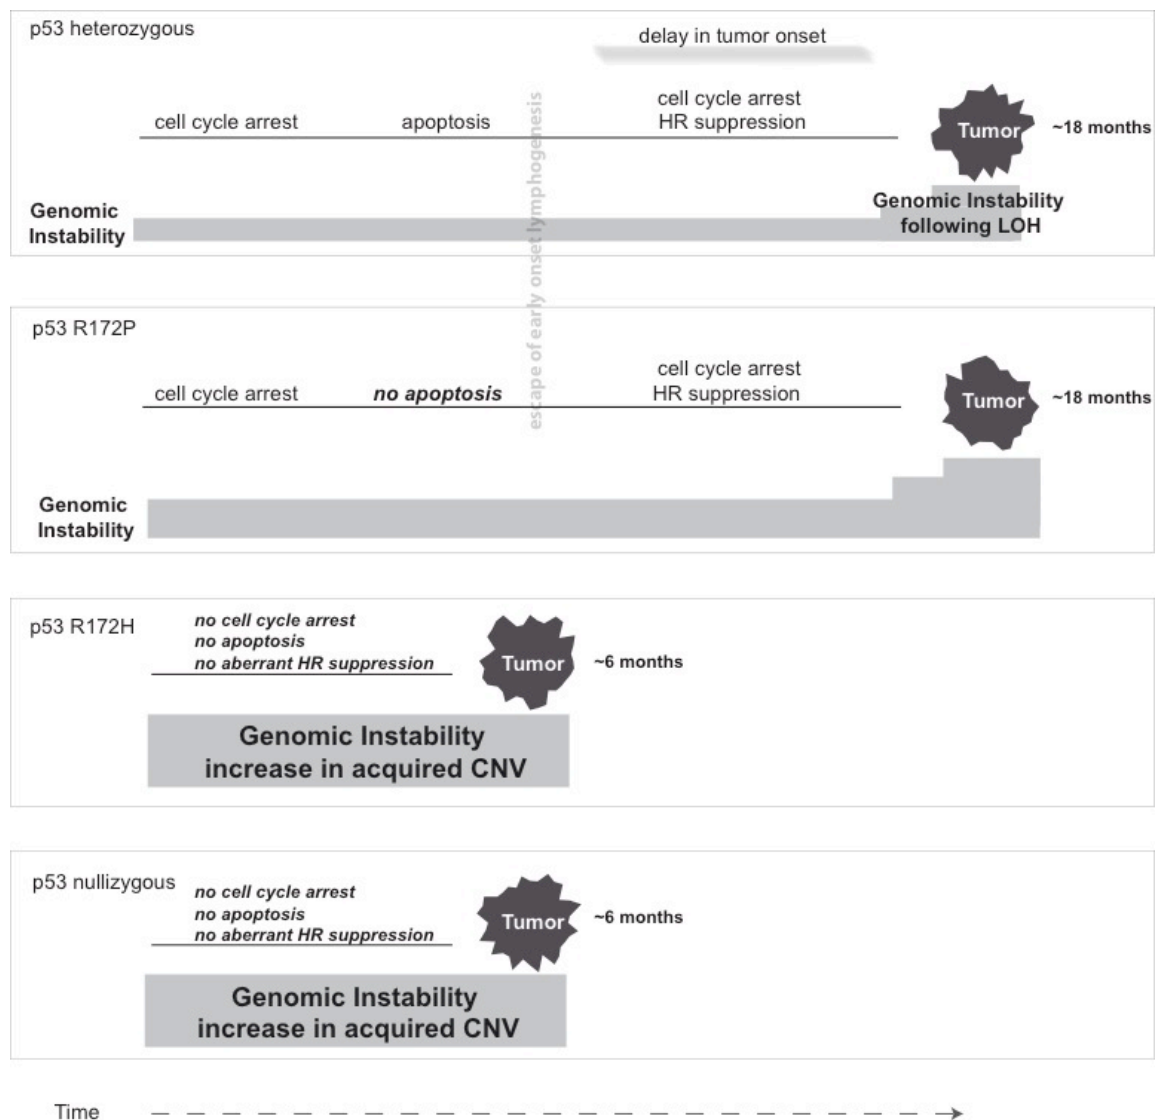 p53 heterozygous
delay in tumor onset
cell cycle arrest
apoptosis
cell cycle arrest
HR suppression
Tumor
~18 months
Genomic
Instability
Genomic Instability
following LOH
escape of early onset lymphogenesis
p53 R172P
cell cycle arrest
no apoptosis
cell cycle arrest
HR suppression
Tumor
~18 months
Genomic
Instability
p53 R172H
no cell cycle arrest
no apoptosis
no aberrant HR suppression
Tumor
~6 months
Genomic Instability
increase in acquired CNV
p53 nullizygous
no cell cycle arrest
no apoptosis
no aberrant HR suppression
Tumor
~6 months
Genomic Instability
increase in acquired CNV
Time